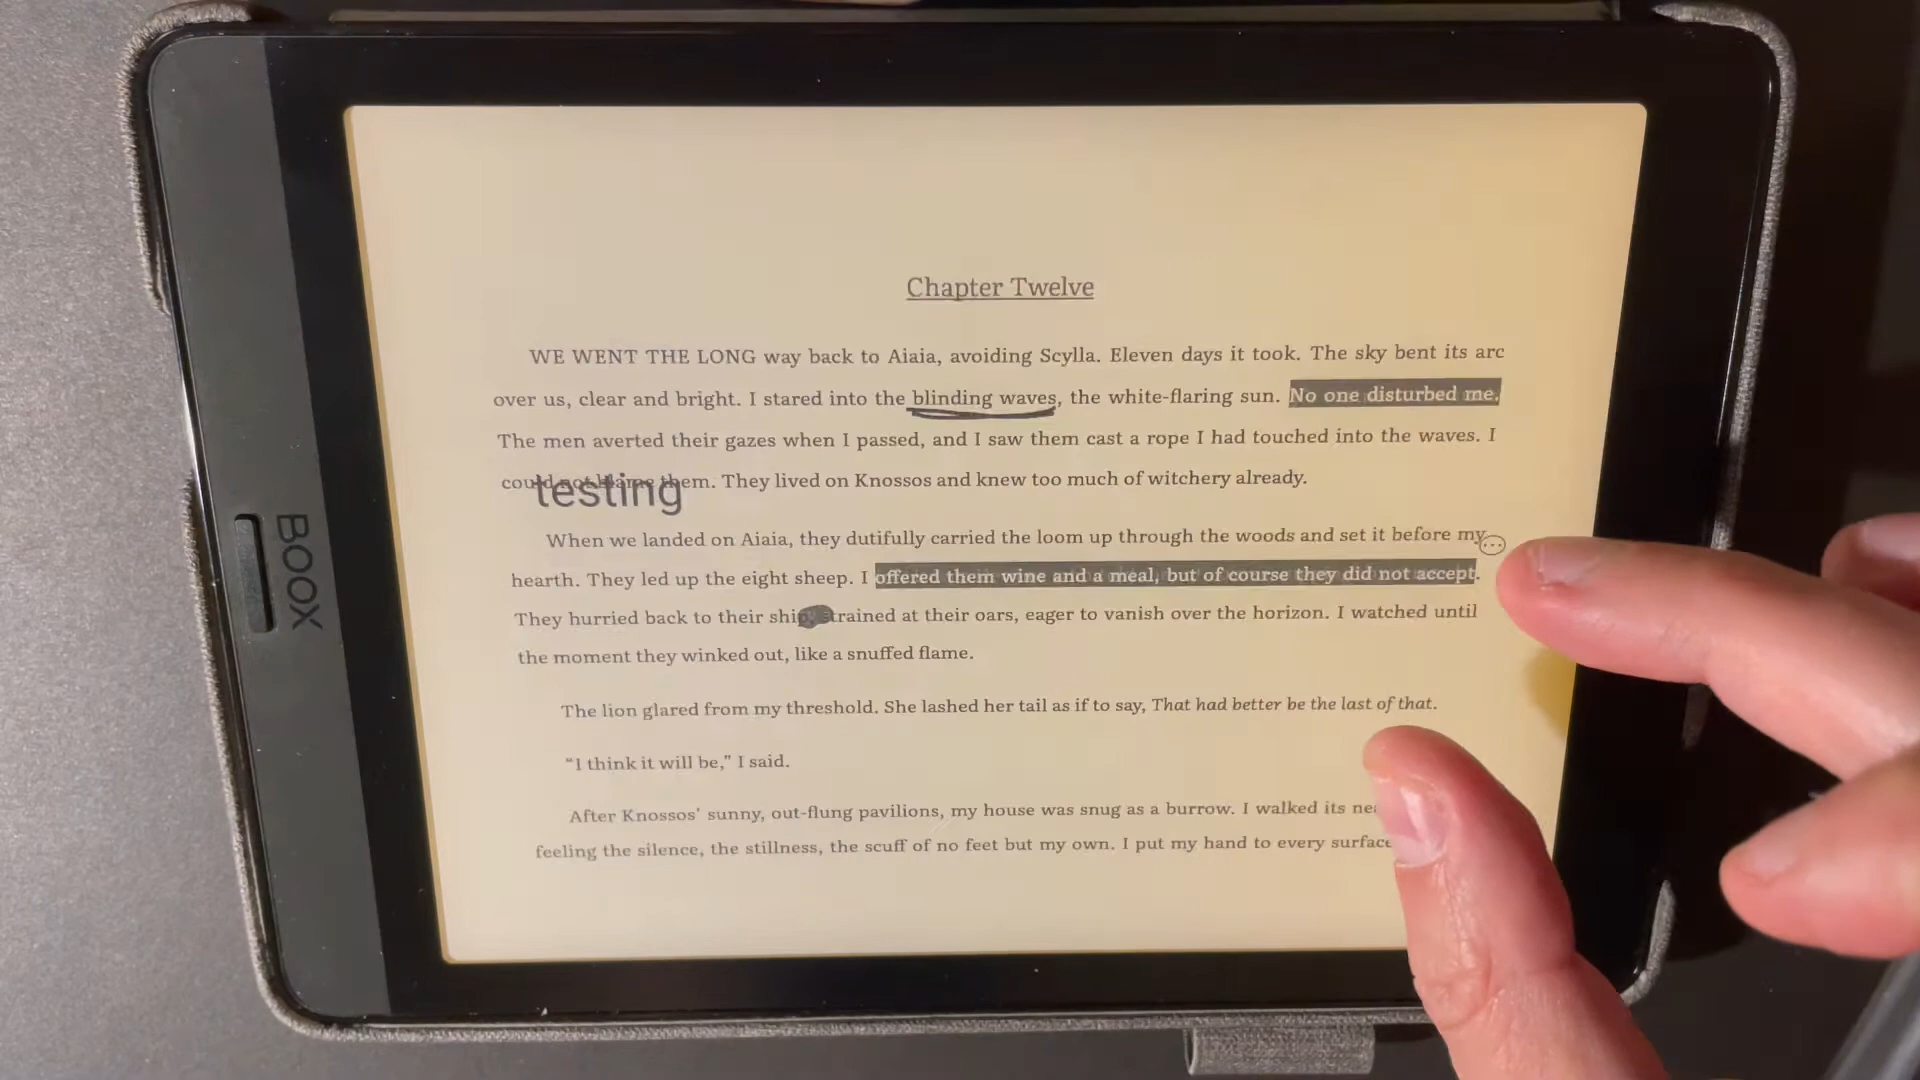 Chapter Twelve
WE WENT THE LONG way back to Aiaia, avoiding Scylla. Eleven days it took. The sky bent its arc
over us, clear and bright. I stared into the blinding waves, the white-flaring sun. No one disturbed me.
The men averted their gazes when I passed, and I saw them cast a rope I had touched into the waves. I
could not blame them. They lived on Knossos and knew too much of witchery already.
testing
When we landed on Aiaia, they dutifully carried the loom up through the woods and set it before my
hearth. They led up the eight sheep. I offered them wine and a meal, but of course they did not accept.
They hurried back to their ship, strained at their oars, eager to vanish over the horizon. I watched until
the moment they winked out, like a snuffed flame.
The lion glared from my threshold. She lashed her tail as if to say, That had better be the last of that.
“I think it will be,” I said.
After Knossos’ sunny, out-flung pavilions, my house was snug as a burrow. I walked its
feeling the silence, the stillness, the scuff of no feet but my own. I put my hand to every surface
BOOX